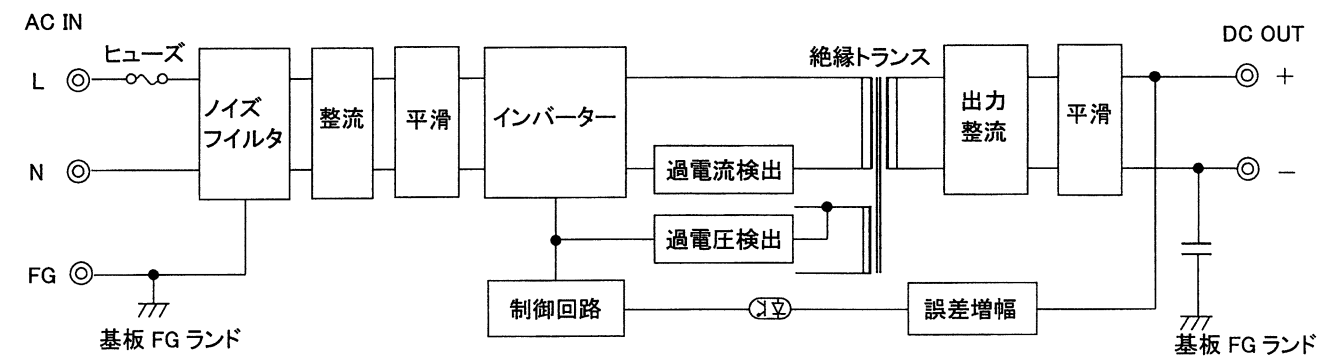 AC IN
DC OUT
ヒューズ
絶縁トランス
L
+
ノイズ
フイルタ
整流
平滑
インバーター
出力
整流
平滑
N
過電流検出
−
過電圧検出
FG
制御回路
誤差増幅
基板 FG ランド
基板 FG ランド